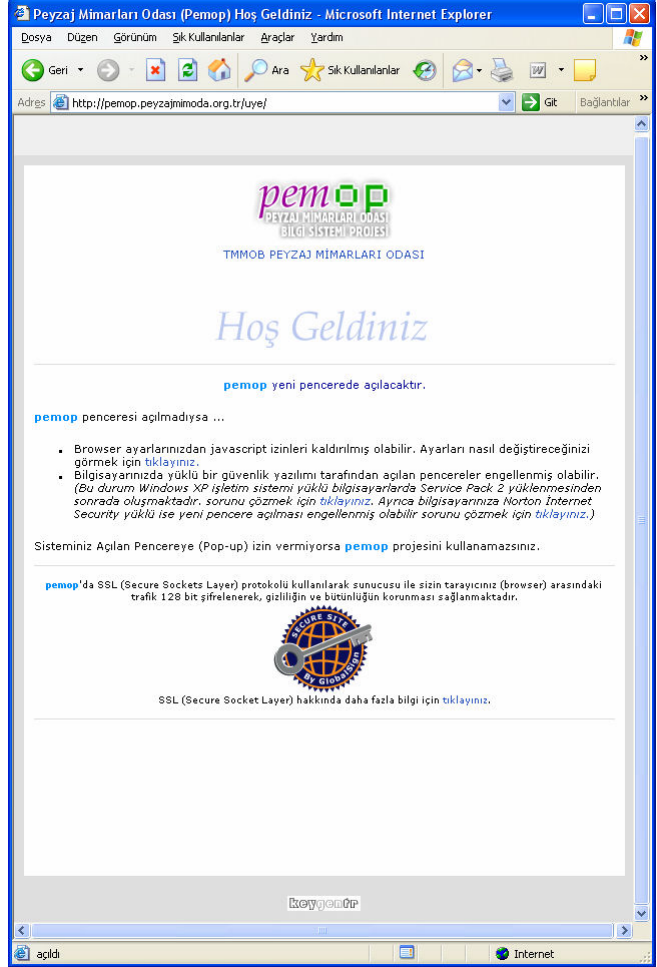 Peyzaj Mimarları Odası (Pemop) Hoş Geldiniz - Microsoft Internet Explorer
Dosya Düzen Görünüm Sık Kullanılanlar Araçlar Yardım
Geri Ara Sık Kullanılanlar »
Adres http://pemop.peyzajmimoda.org.tr/uye/ Git Bağlantılar »
pemop
PEYZAJ MİMARLARI ODASI
BİLGİ SİSTEMİ PROJESİ
TMMOB PEYZAJ MİMARLARI ODASI
Hoş Geldiniz
pemop yeni pencerede açılacaktır.
pemop penceresi açılmadıysa ...
Browser ayarlarınızdan javascript izinleri kaldırılmış olabilir. Ayarları nasıl değiştireceğinizi
görmek için tıklayınız.
Bilgisayarınızda yüklü bir güvenlik yazılımı tarafından açılan pencereler engellenmiş olabilir.
(Bu durum Windows XP işletim sistemi yüklü bilgisayarlarda Service Pack 2 yüklenmesinden
sonrada oluşmaktadır. sorunu çözmek için tıklayınız. Ayrıca bilgisayarınıza Norton İnternet
Security yüklü ise yeni pencere açılması engellenmiş olabilir sorunu çözmek için tıklayınız.)
Sisteminiz Açılan Pencereye (Pop-up) izin vermiyorsa pemop projesini kullanamazsınız.
pemop'da SSL (Secure Sockets Layer) protokolü kullanılarak sunucusu ile sizin tarayıcınız (browser) arasındaki
trafik 128 bit şifrelenerek, gizliliğin ve bütünlüğün korunması sağlanmaktadır.
SECURE SITE
By GlobalSign
SSL (Secure Socket Layer) hakkında daha fazla bilgi için tıklayınız.
keygentr
açıldı Internet